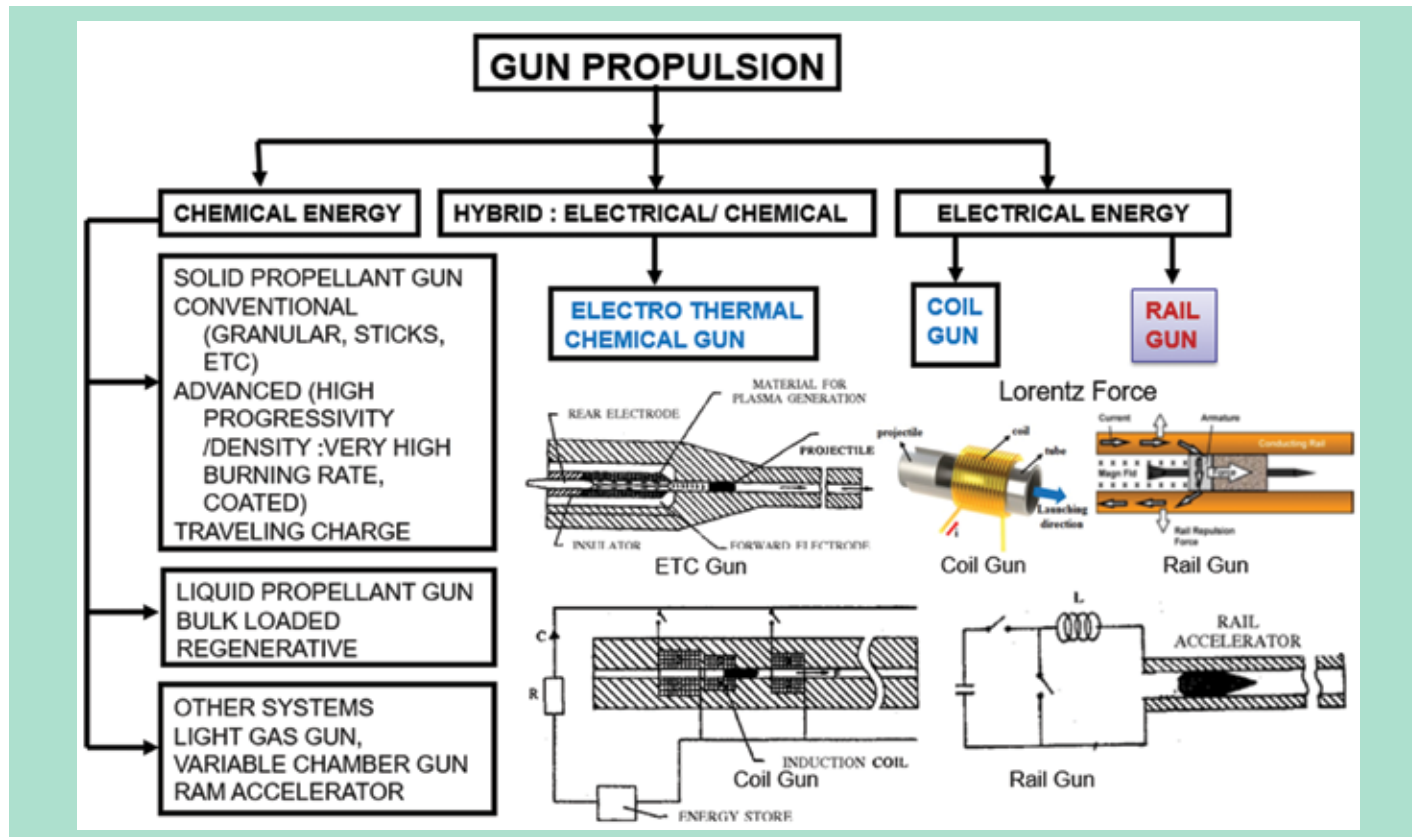 GUN PROPULSION
CHEMICAL ENERGY
HYBRID : ELECTRICAL/ CHEMICAL
ELECTRICAL ENERGY
SOLID PROPELLANT GUN
CONVENTIONAL
(GRANULAR, STICKS,
ETC)
ADVANCED (HIGH
PROGRESSIVITY
/DENSITY :VERY HIGH
BURNING RATE,
COATED)
TRAVELING CHARGE
LIQUID PROPELLANT GUN
BULK LOADED
REGENERATIVE
OTHER SYSTEMS
LIGHT GAS GUN,
VARIABLE CHAMBER GUN
RAM ACCELERATOR
ELECTRO THERMAL
CHEMICAL GUN
COIL
GUN
RAIL
GUN
MATERIAL FOR
PLASMA GENERATION
REAR ELECTRODE
PROJECTILE
INSULATOR
FORWARD ELECTRODE
ETC Gun
Lorentz Force
projectile
coil
tube
Launching
direction
i
Coil Gun
Current
Armature
Conducting Rail
Magn Fld
Force
Rail Repulsion
Force
Rail Gun
C
R
F
INDUCTION COIL
Coil Gun
ENERGY STORE
L
RAIL
ACCELERATOR
Rail Gun